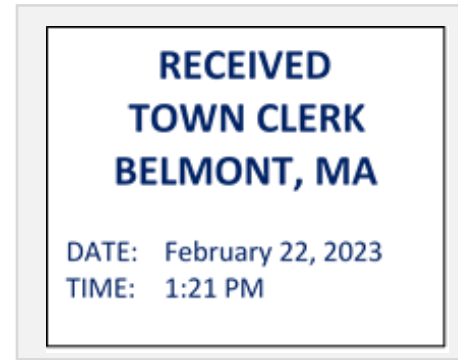 RECEIVED
TOWN CLERK
BELMONT, MA
DATE: February 22, 2023
TIME: 1:21 PM